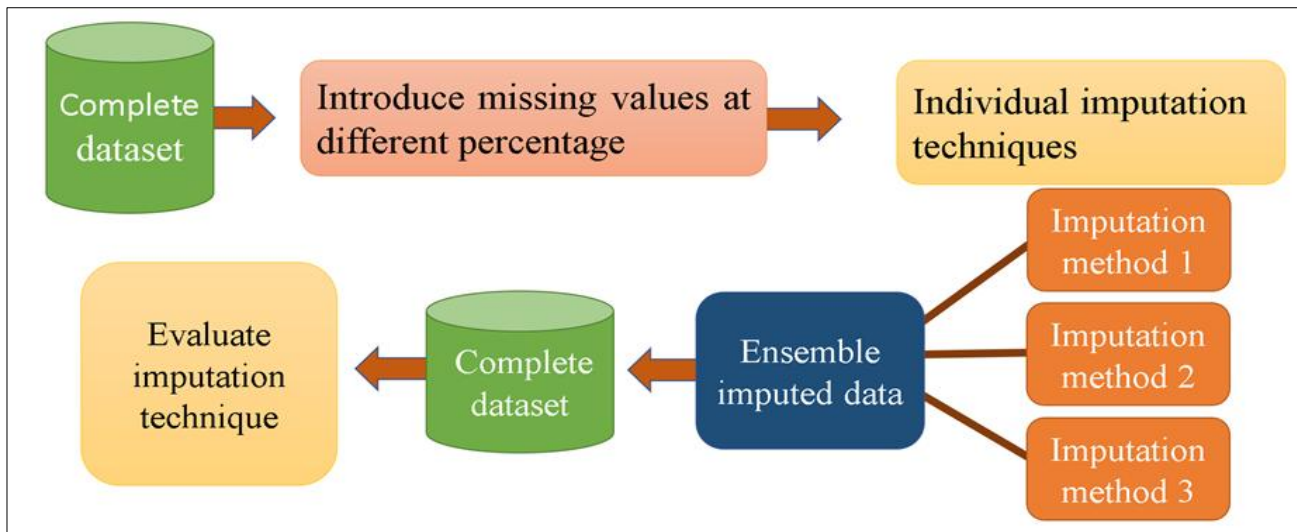 Complete
dataset
Introduce missing values at
different percentage
Individual imputation
techniques
Imputation
method 1
Imputation
method 2
Imputation
method 3
Ensemble
imputed data
Complete
dataset
Evaluate
imputation
technique